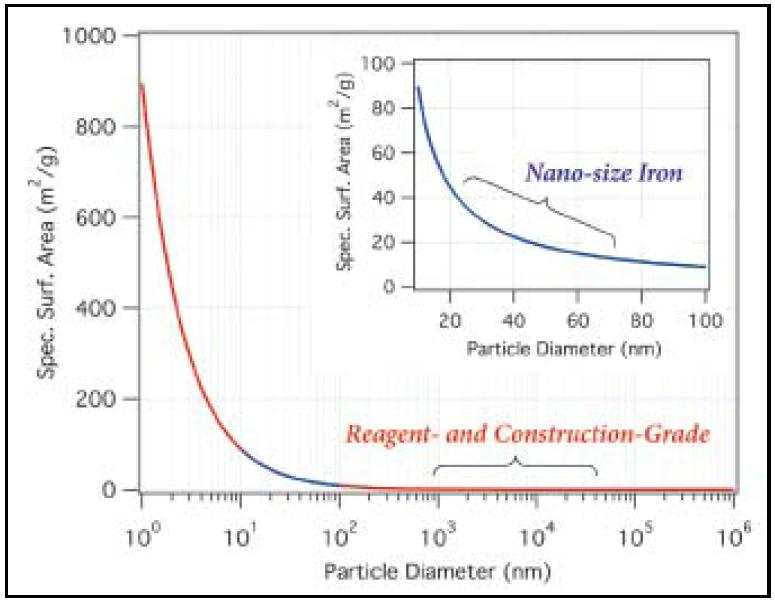 1000
800
600
400
200
0
Spec. Surf. Area (m²/g)
10⁰ 10¹ 10² 10³ 10⁴ 10⁵ 10⁶
Particle Diameter (nm)
Reagent- and Construction-Grade
100
80
60
40
20
0
Spec. Surf. Area (m²/g)
Nano-size Iron
20 40 60 80 100
Particle Diameter (nm)